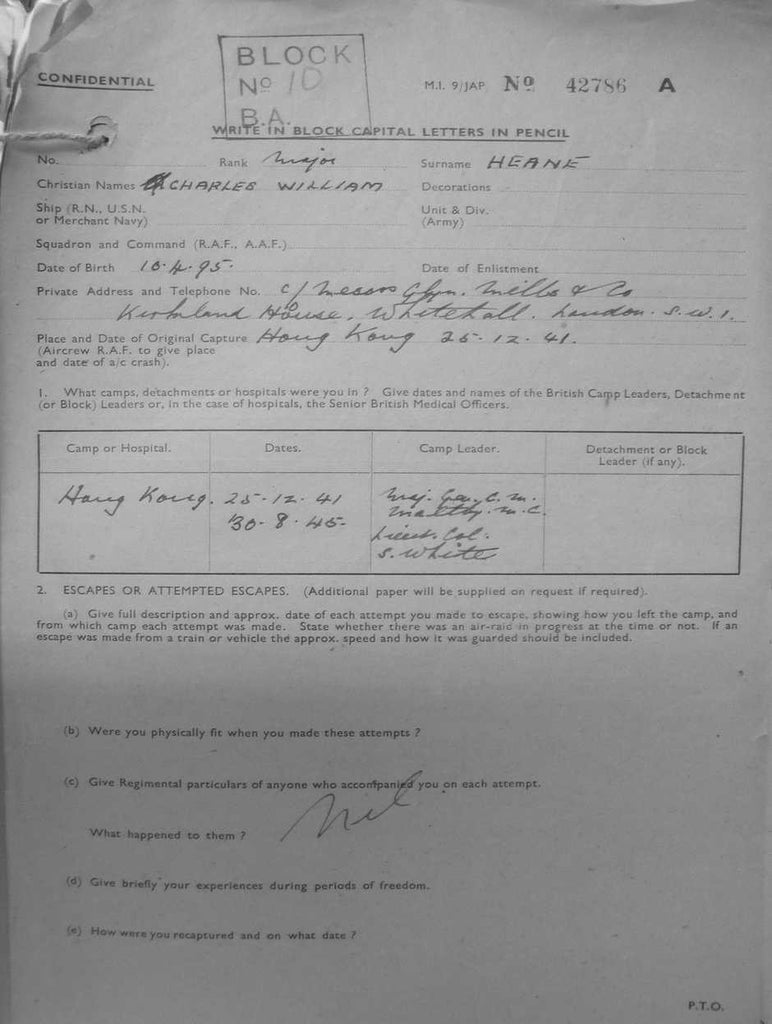 BLOCK
No 10
B.A.
CONFIDENTIAL
M.I. 9/JAP No 42786 A
WRITE IN BLOCK CAPITAL LETTERS IN PENCIL
No. Rank Major Surname HEANE
Christian Names CHARLES WILLIAM Decorations
Ship (R.N., U.S.N. Unit & Div.
or Merchant Navy) (Army)
Squadron and Command (R.A.F., A.A.F.)
Date of Birth 10.4.95. Date of Enlistment
Private Address and Telephone No. c/ Messrs Glyn. Mills & Co
Kirkland House, Whitehall. London. S.W.1.
Place and Date of Original Capture Hong Kong 25-12-41.
(Aircrew R.A.F. to give place
and date of a/c crash).
1. What camps, detachments or hospitals were you in ? Give dates and names of the British Camp Leaders, Detachment
(or Block) Leaders or, in the case of hospitals, the Senior British Medical Officers.
Camp or Hospital. Dates. Camp Leader. Detachment or Block
Leader (if any).
Hong Kong. 25-12-41 Maj. Gen. C.M.
30-8-45- Maltby. M.C.
Lieut. Col.
S. White
2. ESCAPES OR ATTEMPTED ESCAPES. (Additional paper will be supplied on request if required).
(a) Give full description and approx. date of each attempt you made to escape, showing how you left the camp, and
from which camp each attempt was made. State whether there was an air-raid in progress at the time or not. If an
escape was made from a train or vehicle the approx. speed and how it was guarded should be included.
(b) Were you physically fit when you made these attempts ?
(c) Give Regimental particulars of anyone who accompanied you on each attempt.
Nil
What happened to them ?
(d) Give briefly your experiences during periods of freedom.
(e) How were you recaptured and on what date ?
P.T.O.